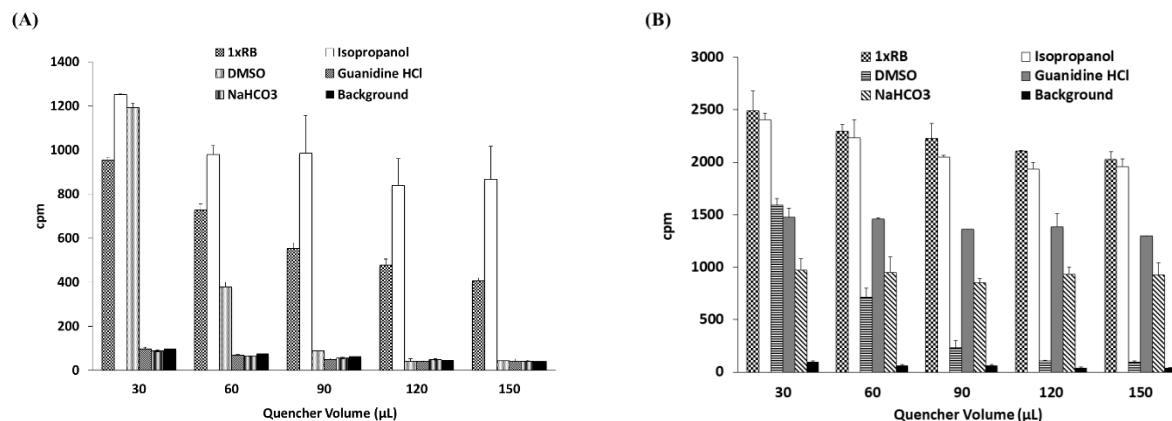 (A)
1xRB Isopropanol
DMSO Guanidine HCl
NaHCO3 Background
1400
1200
1000
800
600
400
200
0
cpm
30 60 90 120 150
Quencher Volume (µL)
(B)
1xRB Isopropanol
DMSO Guanidine HCl
NaHCO3 Background
3000
2500
2000
1500
1000
500
0
cpm
30 60 90 120 150
Quencher Volume (µL)